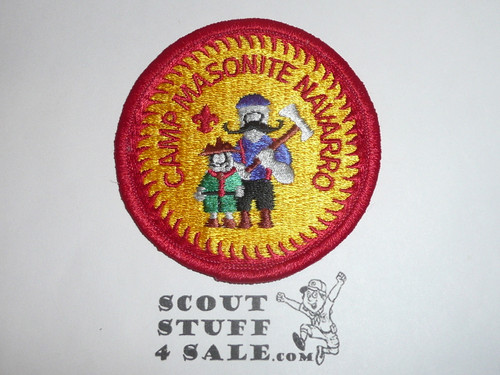 CAMP MASONITE NAVARRO
SCOUT
STUFF
4 SALE.com